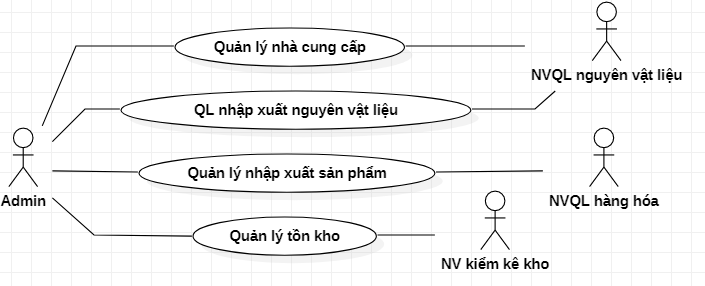 Quản lý nhà cung cấp
NVQL nguyên vật liệu
QL nhập xuất nguyên vật liệu
Quản lý nhập xuất sản phẩm
Admin
NVQL hàng hóa
Quản lý tồn kho
NV kiểm kê kho